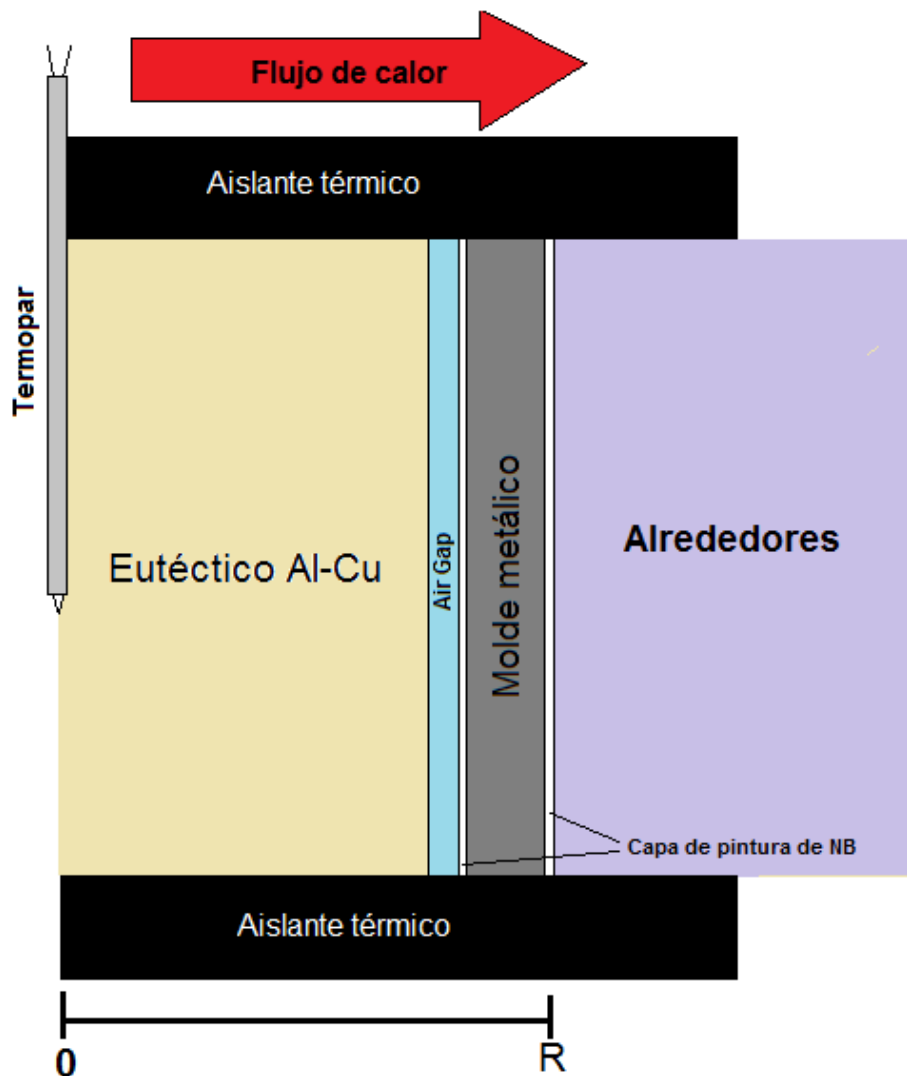 Flujo de calor
Aislante térmico
Termopar
Eutéctico Al-Cu
Air Gap
Molde metálico
Alrededores
Capa de pintura de NB
Aislante térmico
0
R